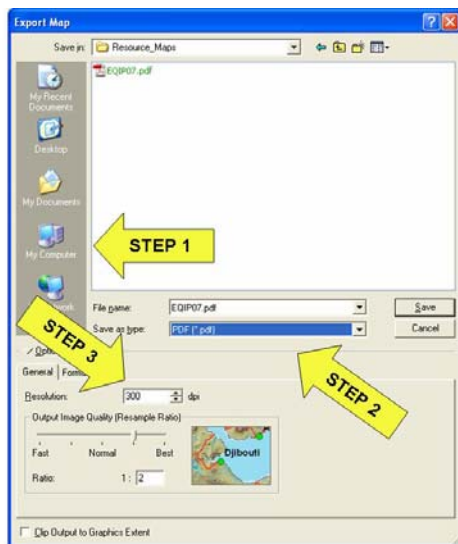 Export Map
Save in: Resource_Maps
EQIP07.pdf
My Recent
Documents
Desktop
My Documents
My Computer
STEP 1
File name: EQIP07.pdf Save
Save as type: PDF (*.pdf) Cancel
STEP 3
STEP 2
General
Resolution: 300 dpi
Output Image Quality (Resample Ratio)
Fast Normal Best
Djibouti
Ratio: 1: 2
Clip Output to Graphics Extent